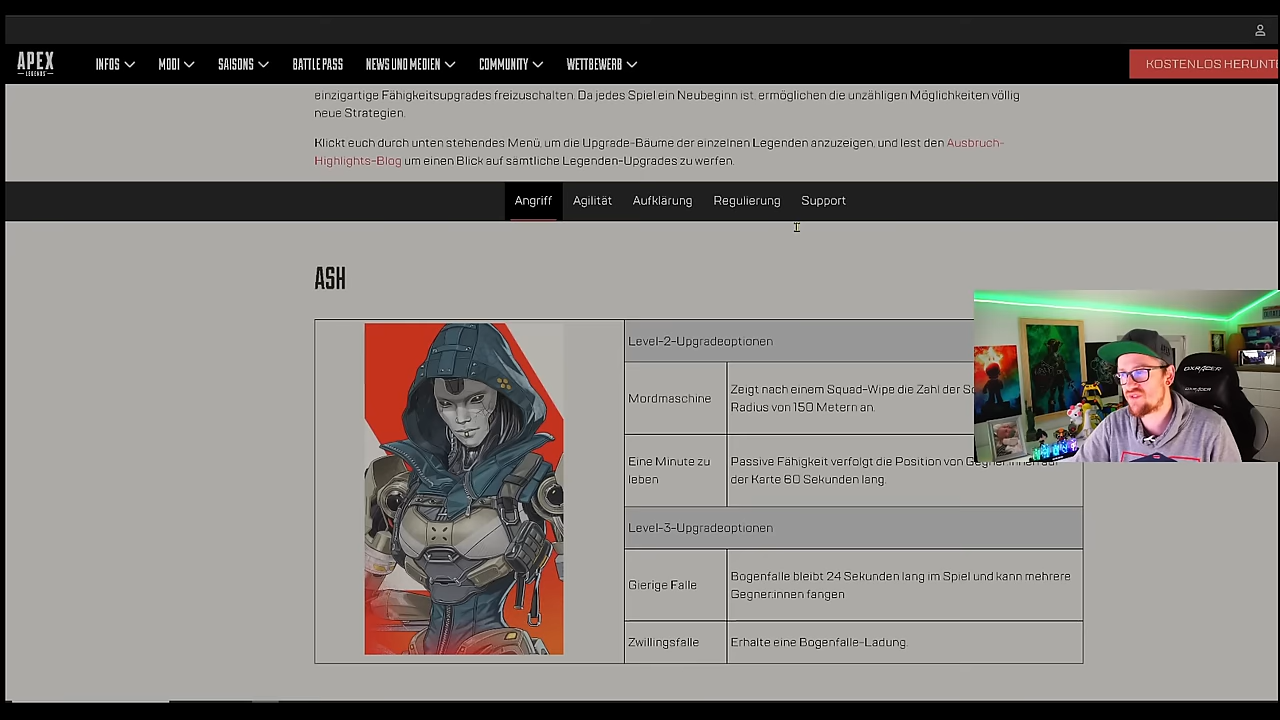 APEX
LEGENDS
INFOS MODI SAISONS BATTLE PASS NEWS UND MEDIEN COMMUNITY WETTBEWERB KOSTENLOS HERUNT
einzigartige Fähigkeitsupgrades freizuschalten. Da jedes Spiel ein Neubeginn ist, ermöglichen die unzähligen Möglichkeiten völlig
neue Strategien.
Klickt euch durch unten stehendes Menü, um die Upgrade-Bäume der einzelnen Legenden anzuzeigen, und lest den Ausbruch-
Highlights-Blog um einen Blick auf sämtliche Legenden-Upgrades zu werfen.
Angriff Agilität Aufklärung Regulierung Support
ASH
Level-2-Upgradeoptionen
Mordmaschine
Zeigt nach einem Squad-Wipe die Zahl der
Radius von 150 Metern an.
Eine Minute zu
leben
Passive Fähigkeit verfolgt die Position von
der Karte 60 Sekunden lang.
Level-3-Upgradeoptionen
Gierige Falle
Bogenfalle bleibt 24 Sekunden lang im Spiel und kann mehrere
Gegner:innen fangen
Zwillingsfalle
Erhalte eine Bogenfalle-Ladung.
OXRACER